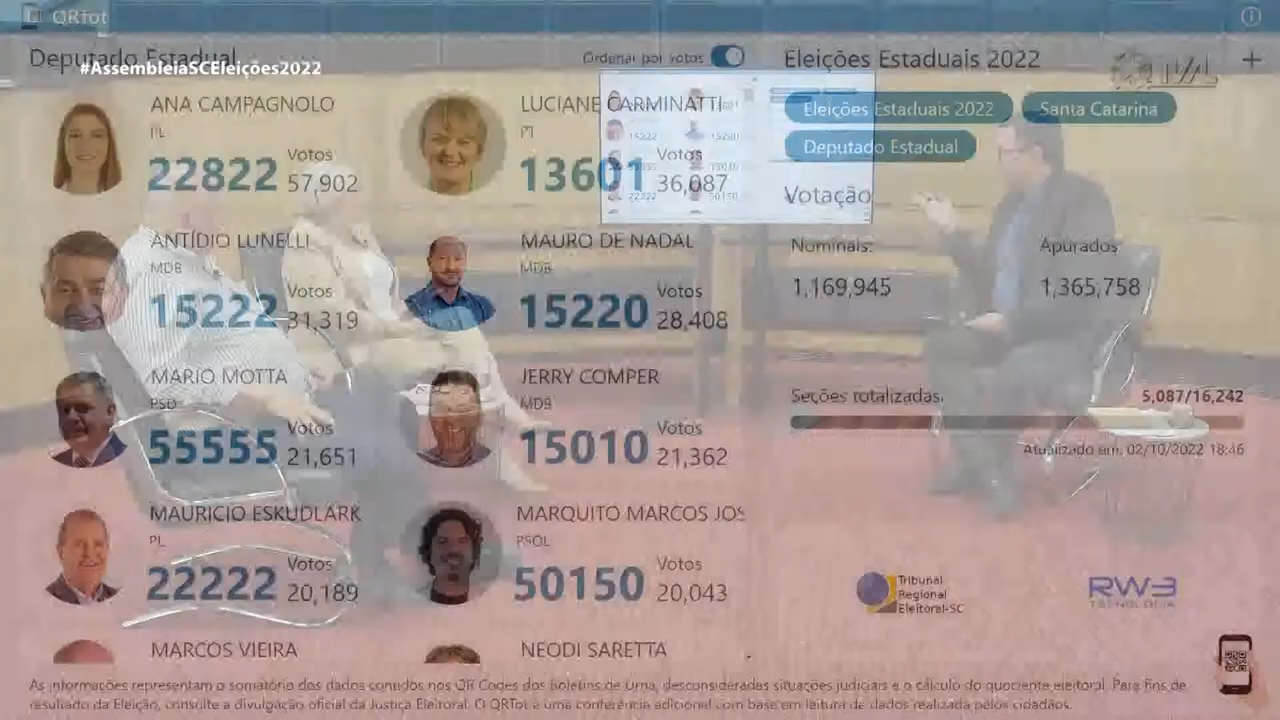 QRTot
Deputado Estadual
#AssembleiaSCEleições2022
Ordenar por votos
ANA CAMPAGNOLO
PL
22822
Votos
57,902
LUCIANE CARMINATTI
PT
13601
Votos
36,087
ANTÍDIO LUNELLI
MDB
15222
Votos
31,319
MAURO DE NADAL
MDB
15220
Votos
28,408
MARIO MOTTA
PSD
55555
Votos
21,651
JERRY COMPER
MDB
15010
Votos
21,362
MAURICIO ESKUDLARK
PL
22222
Votos
20,189
MARQUITO MARCOS JOS
PSOL
50150
Votos
20,043
MARCOS VIEIRA
NEODI SARETTA
Eleições Estaduais 2022
Eleições Estaduais 2022
Santa Catarina
Deputado Estadual
Votação
Nominais:
1,169,945
Apurados:
1,365,758
Seções totalizadas:
5,087/16,242
Atualizado em: 02/10/2022 18:46
Tribunal
Regional
Eleitoral-SC
RW3
TECNOLOGIA
As informações representam o somatório dos dados contidos nos QR Codes dos Boletins de Urna, desconsideradas situações judiciais e o cálculo do quociente eleitoral. Para fins de
resultado da Eleição, consulte a divulgação oficial da Justiça Eleitoral. O QRTot é uma conferência adicional com base em leitura de dados realizada pelos cidadãos.